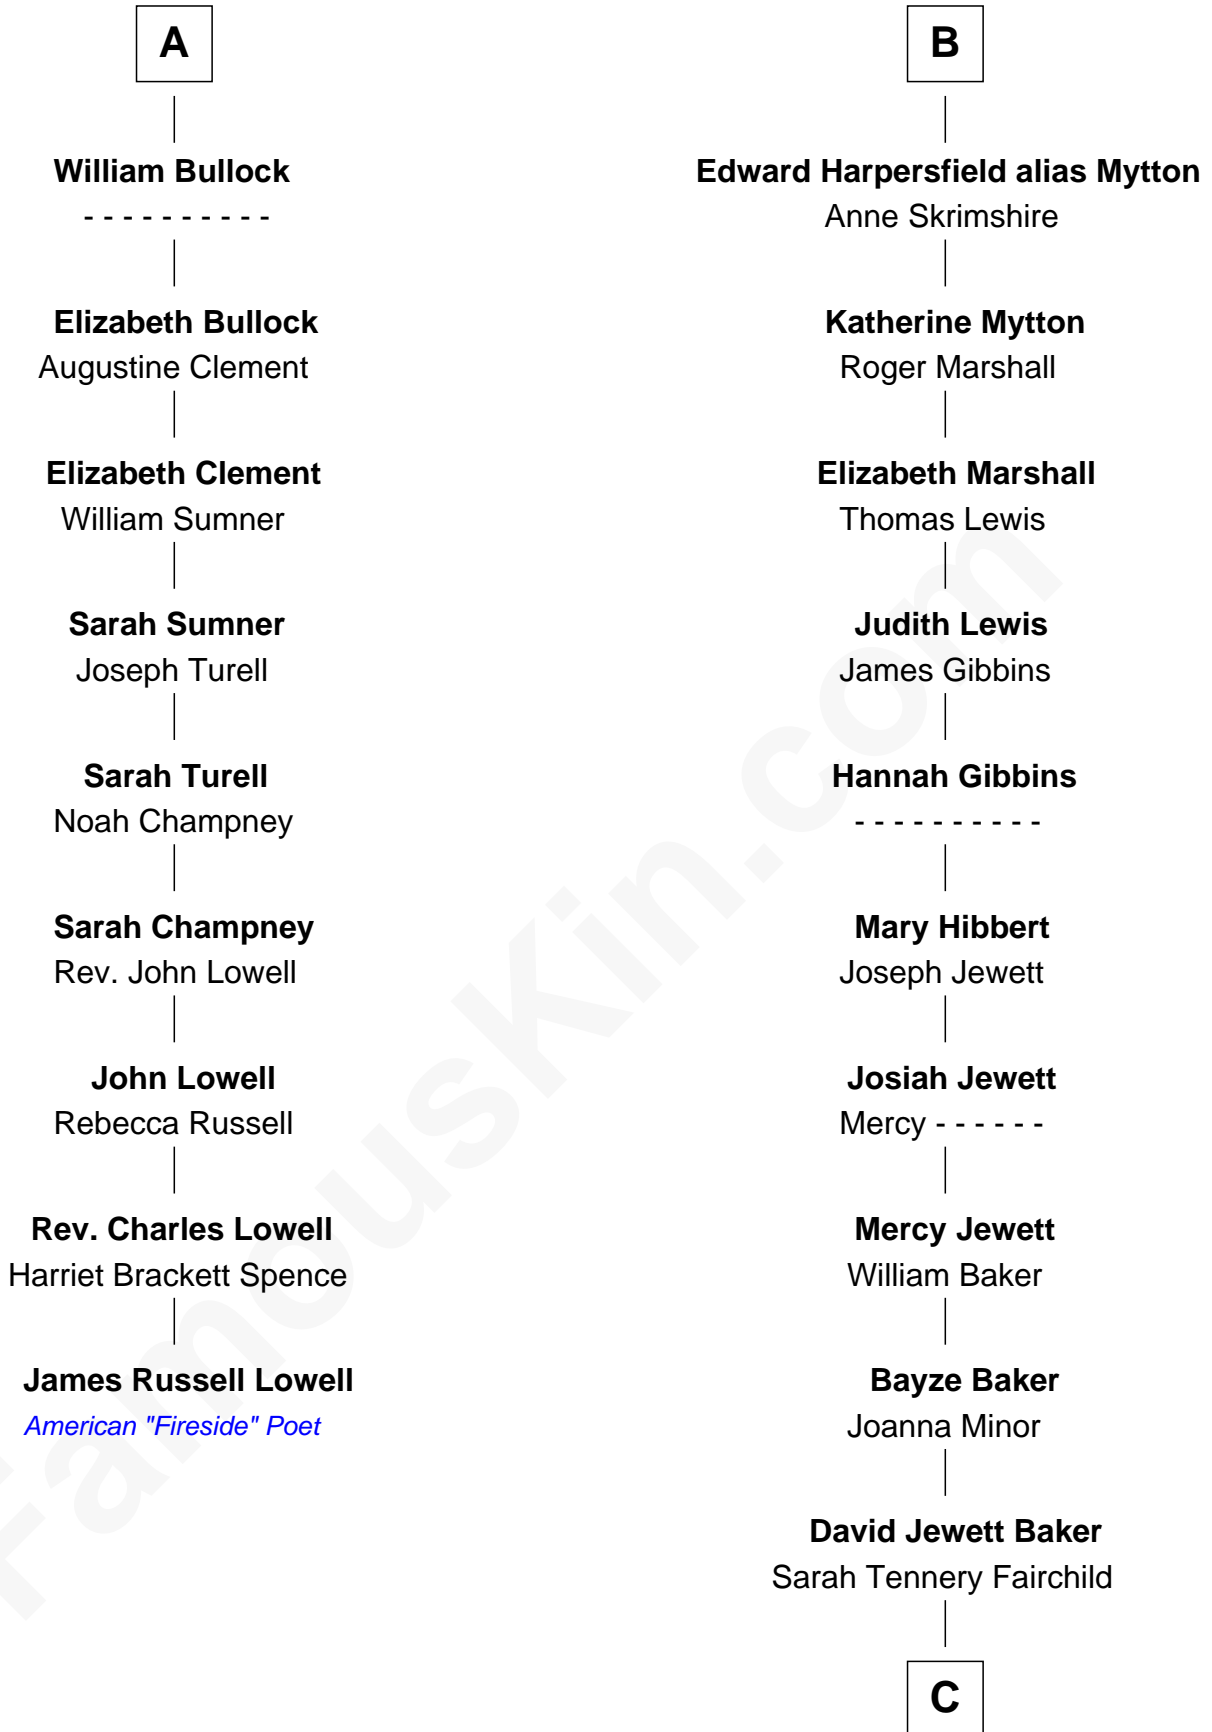 A
William Bullock
- - - - - - - - - -
Elizabeth Bullock
Augustine Clement
Elizabeth Clement
William Sumner
Sarah Sumner
Joseph Turell
Sarah Turell
Noah Champney
Sarah Champney
Rev. John Lowell
John Lowell
Rebecca Russell
Rev. Charles Lowell
Harriet Brackett Spence
James Russell Lowell
American "Fireside" Poet
B
Edward Harpersfield alias Mytton
Anne Skrimshire
Katherine Mytton
Roger Marshall
Elizabeth Marshall
Thomas Lewis
Judith Lewis
James Gibbins
Hannah Gibbins
- - - - - - - - - -
Mary Hibbert
Joseph Jewett
Josiah Jewett
Mercy - - - - - -
Mercy Jewett
William Baker
Bayze Baker
Joanna Minor
David Jewett Baker
Sarah Tennery Fairchild
C
FamousKin.com